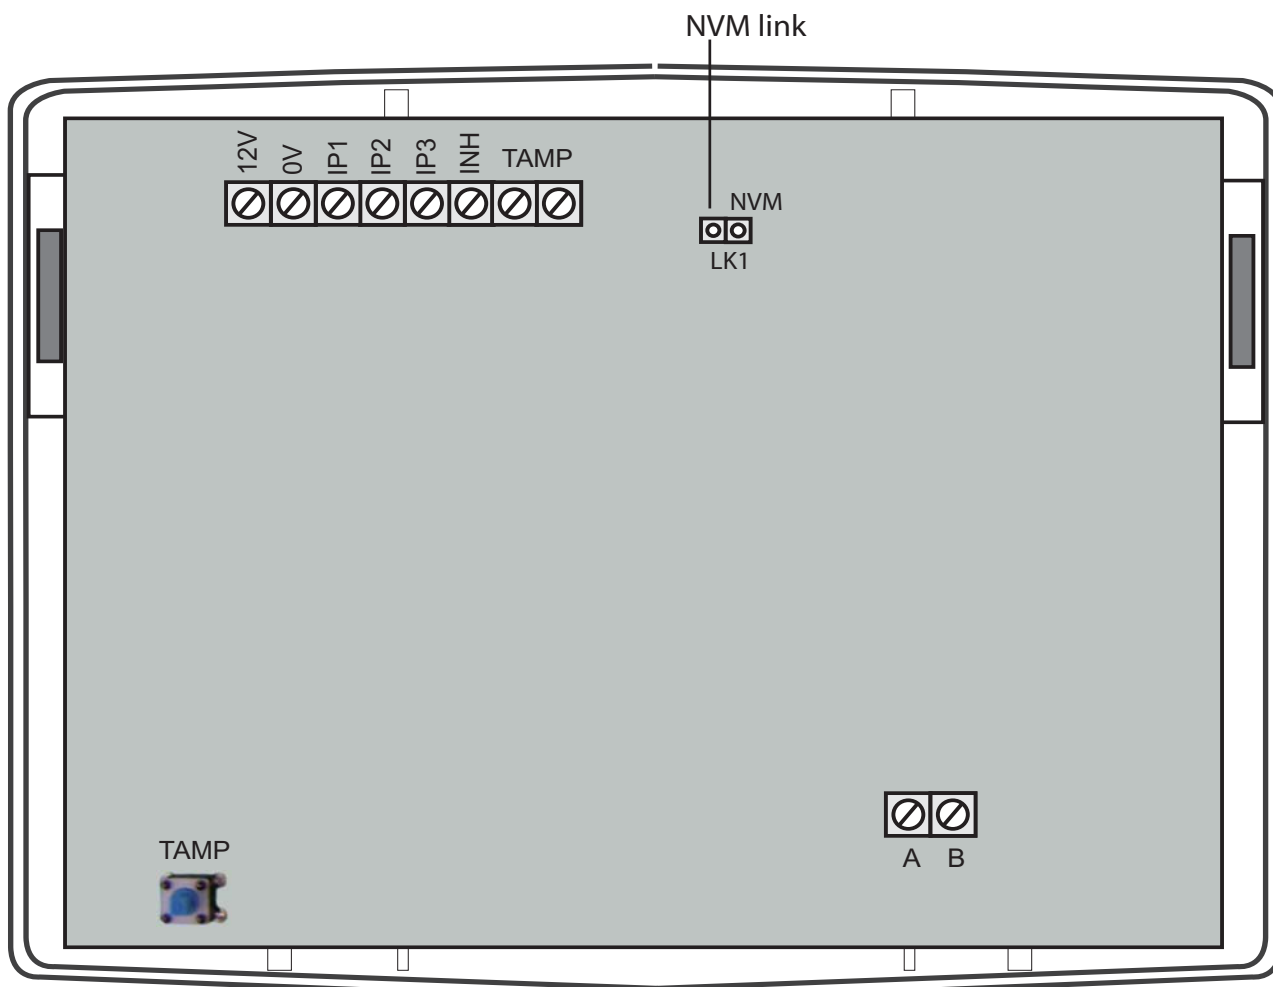 NVM link
12V 0V IP1 IP2 IP3 INH TAMP
NVM
LK1
A B
TAMP